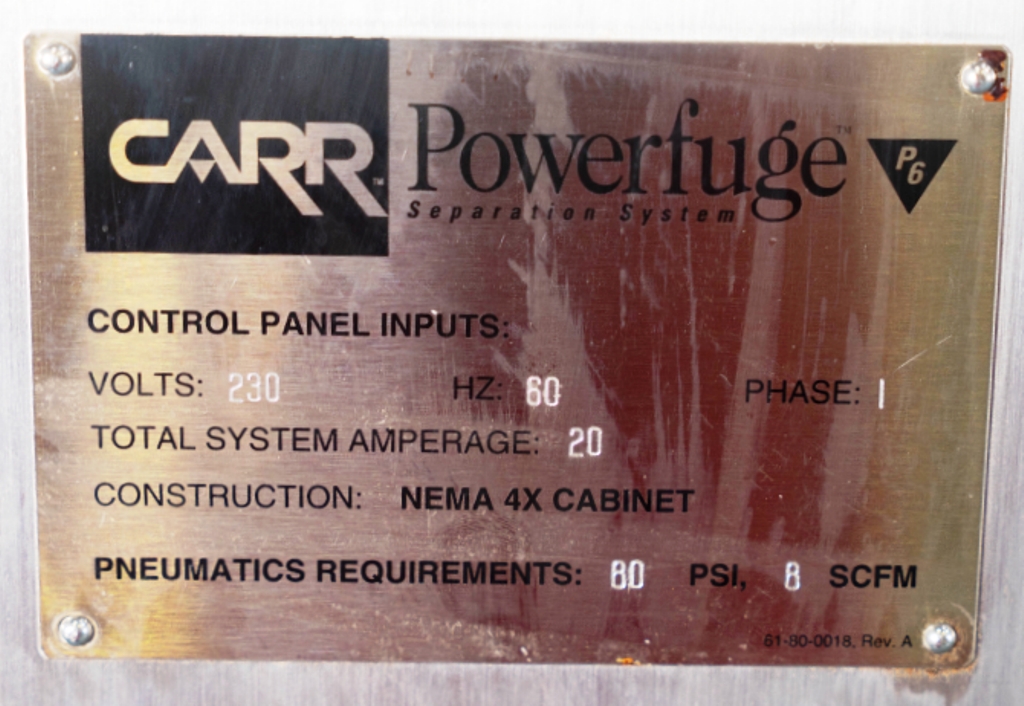 CARR™ Powerfuge™ P6
Separation System
CONTROL PANEL INPUTS:
VOLTS: 230 HZ: 60 PHASE: 1
TOTAL SYSTEM AMPERAGE: 20
CONSTRUCTION: NEMA 4X CABINET
PNEUMATICS REQUIREMENTS: 80 PSI, 8 SCFM
61-80-0018, Rev. A